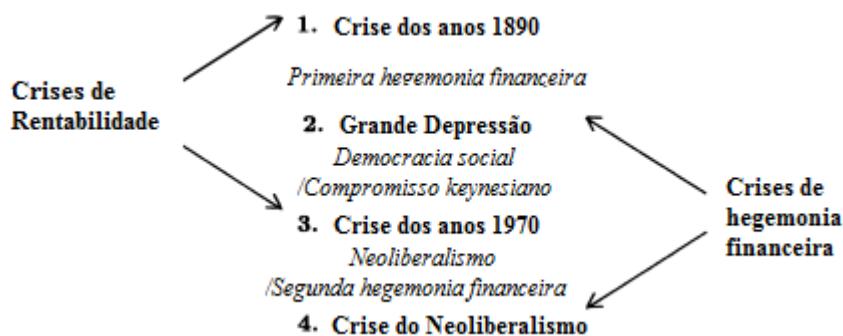 1. Crise dos anos 1890
Primeira hegemonia financeira
Crises de
Rentabilidade
2. Grande Depressão
Democracia social
/Compromisso keynesiano
3. Crise dos anos 1970
Neoliberalismo
/Segunda hegemonia financeira
4. Crise do Neoliberalismo
Crises de
hegemonia
financeira